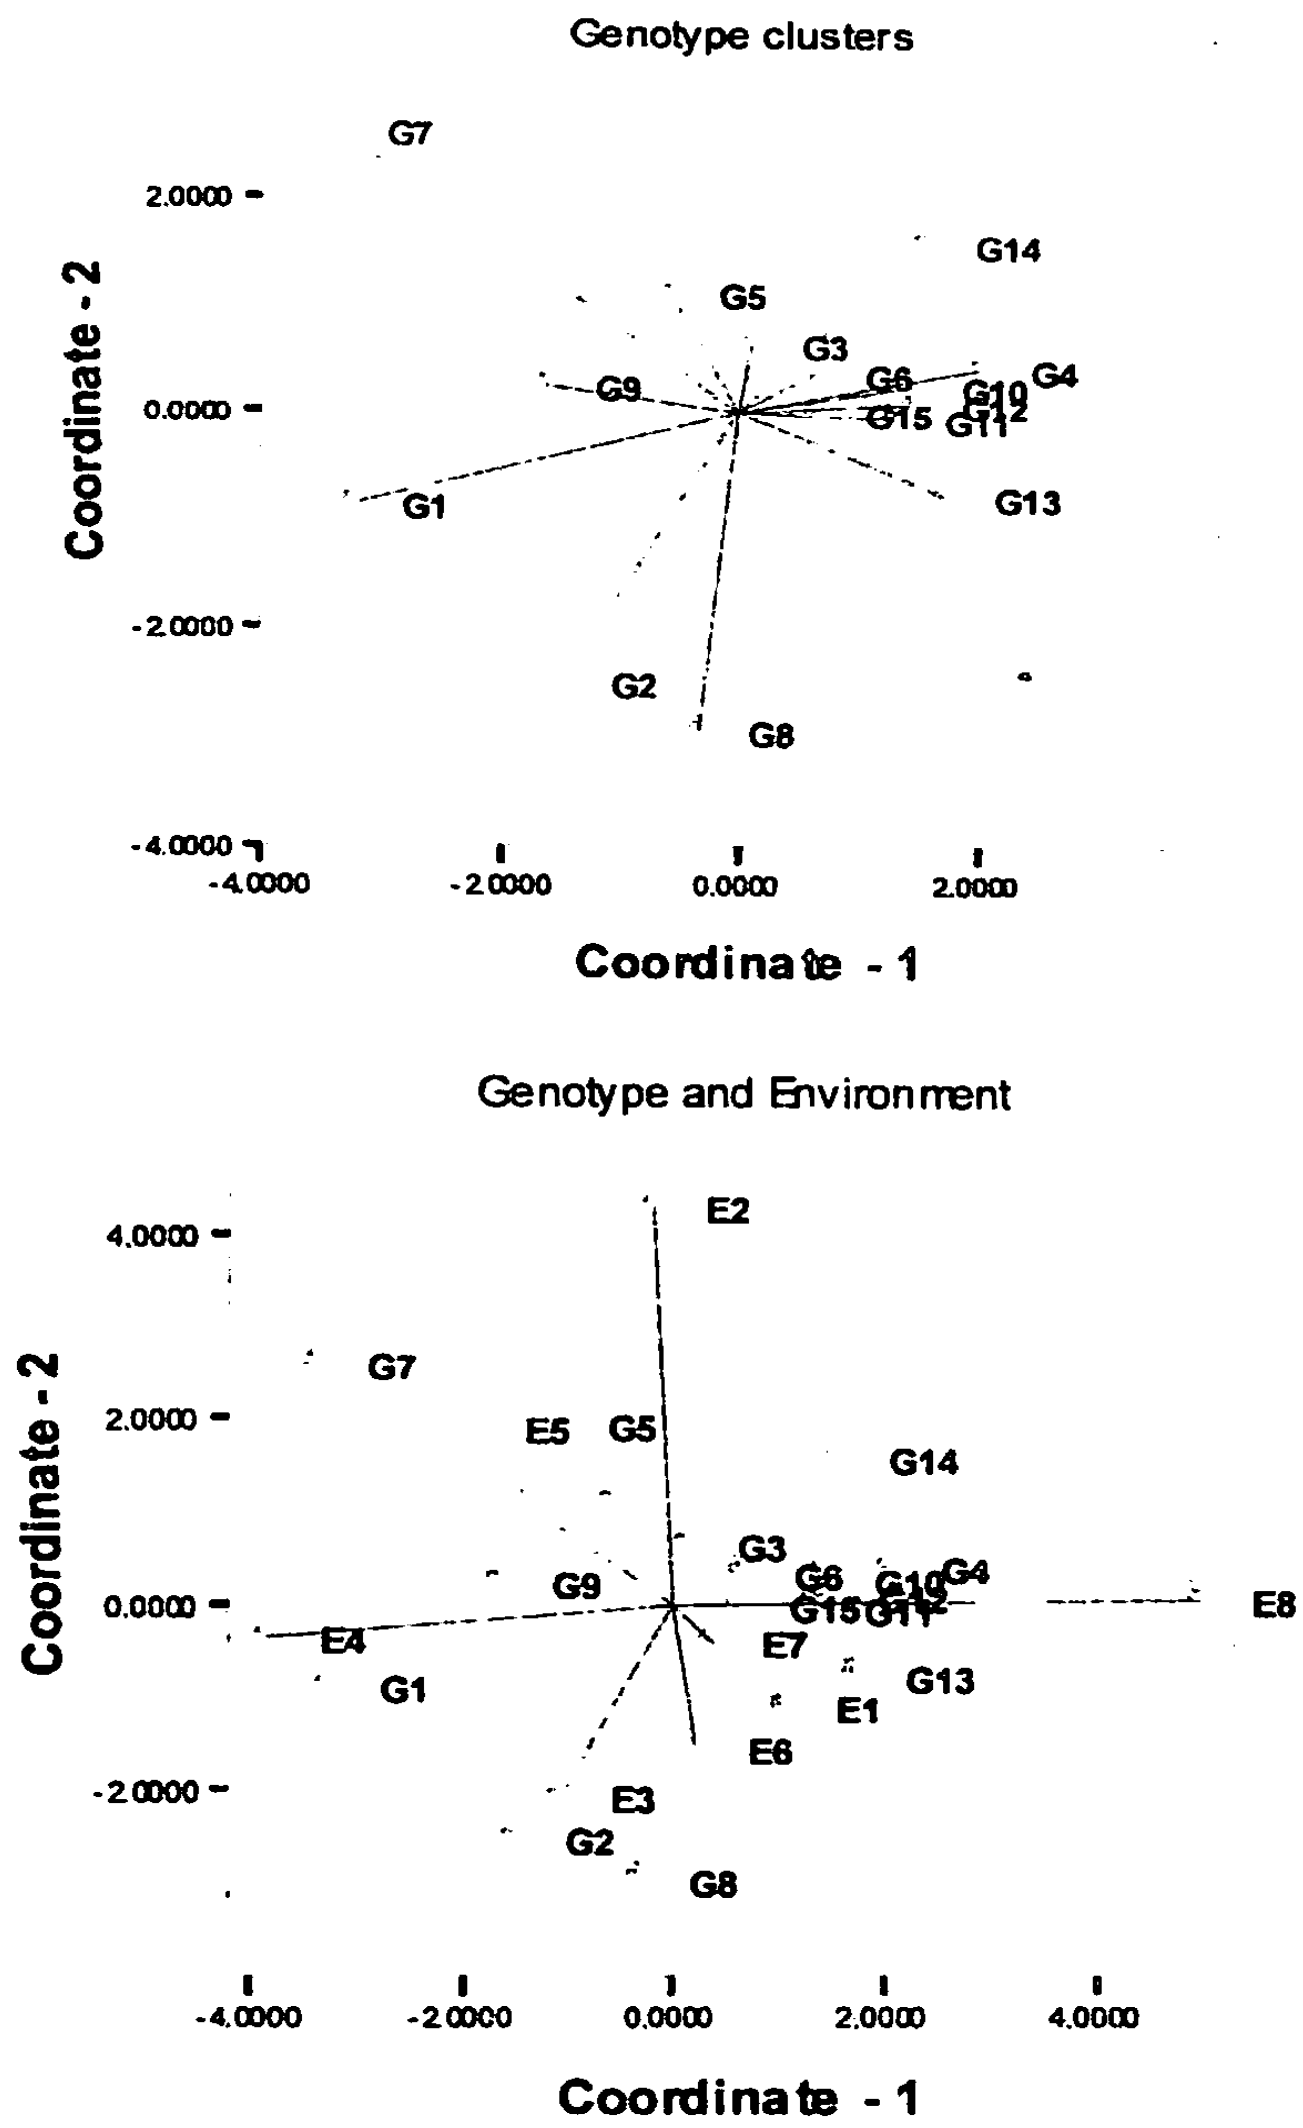 Genotype clusters
G7
2.0000
G14
G5
G3
G6
G4
G9
G10
0.0000
G12
G15
G11
G1
G13
Coordinate - 2
-2.0000
G2
G8
-4.0000
-4.0000 -2.0000 0.0000 2.0000
Coordinate - 1
Genotype and Environment
E2
4.0000
G7
2.0000
E5 G5
G14
G3
G4
G6
G10
G9
0.0000
E8
G15
G11
E4
E7
G1
G13
E1
E6
Coordinate - 2
-2.0000
E3
G2
G8
-4.0000 -2.0000 0.0000 2.0000 4.0000
Coordinate - 1